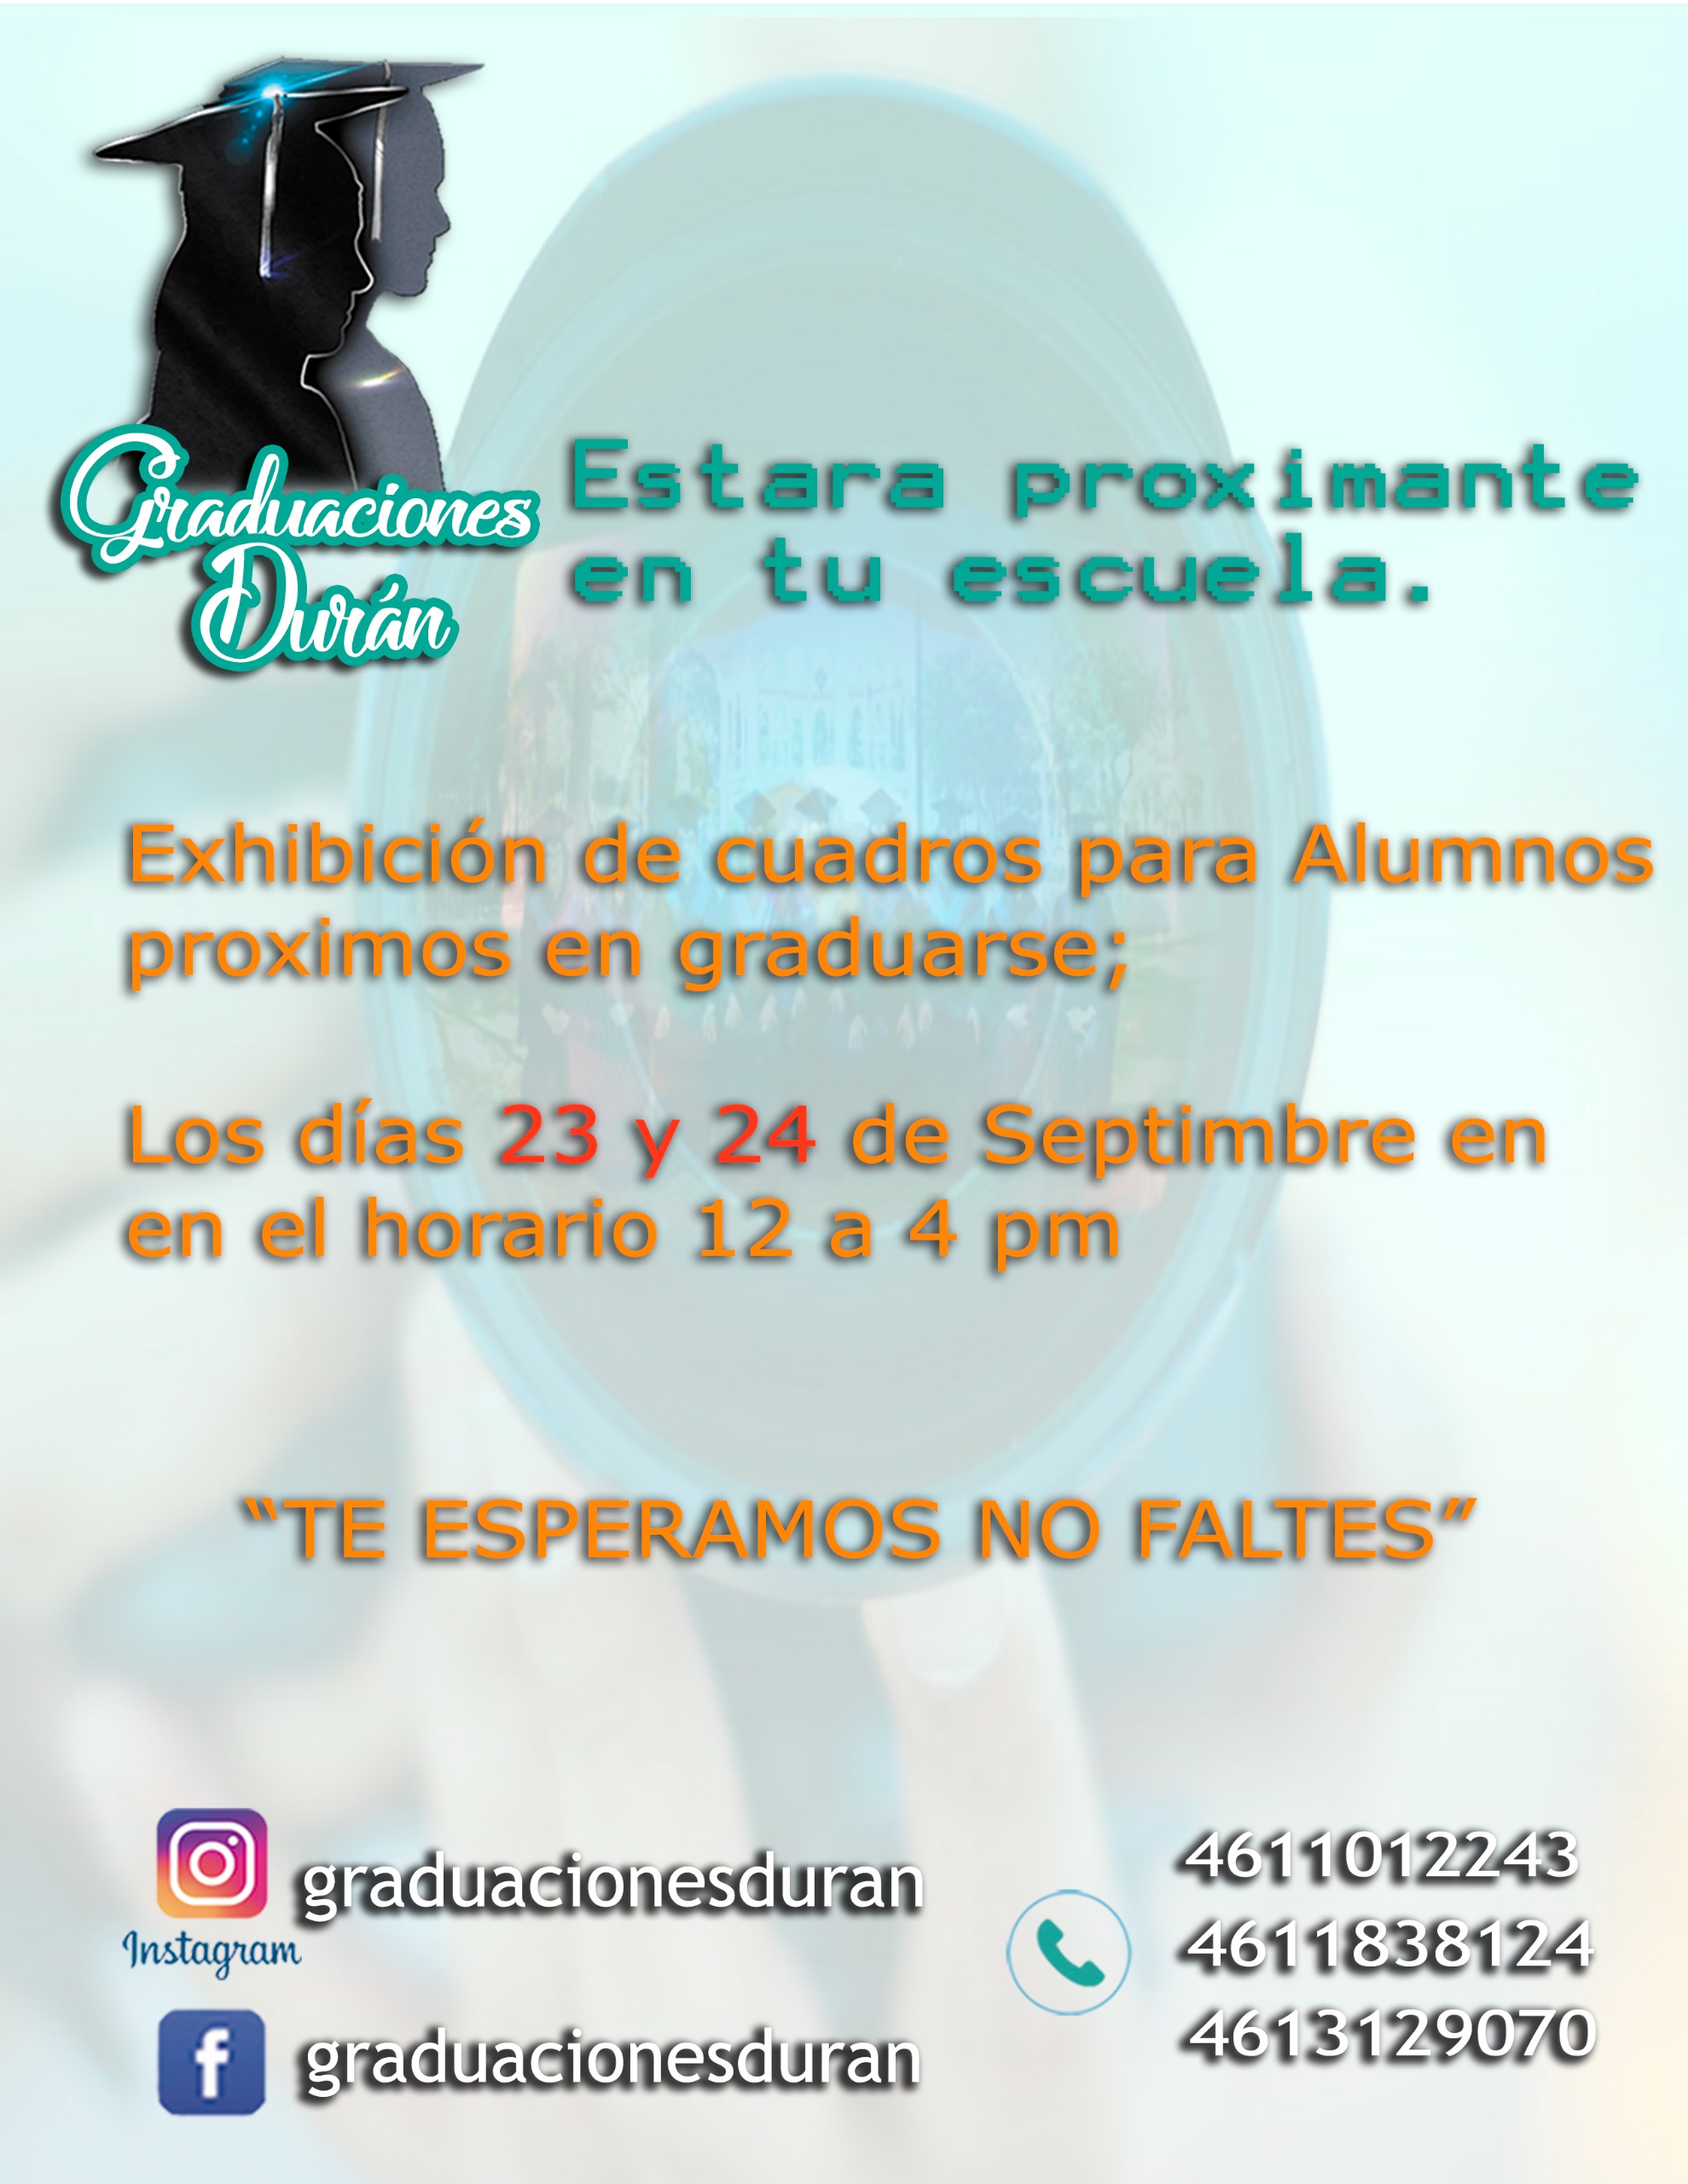 Graduaciones
Durán
Estara proximante
en tu escuela.
Exhibición de cuadros para Alumnos
proximos en graduarse;
Los días 23 y 24 de Septimbre en
en el horario 12 a 4 pm
“TE ESPERAMOS NO FALTES”
graduacionesduran
Instagram
graduacionesduran
4611012243
4611838124
4613129070